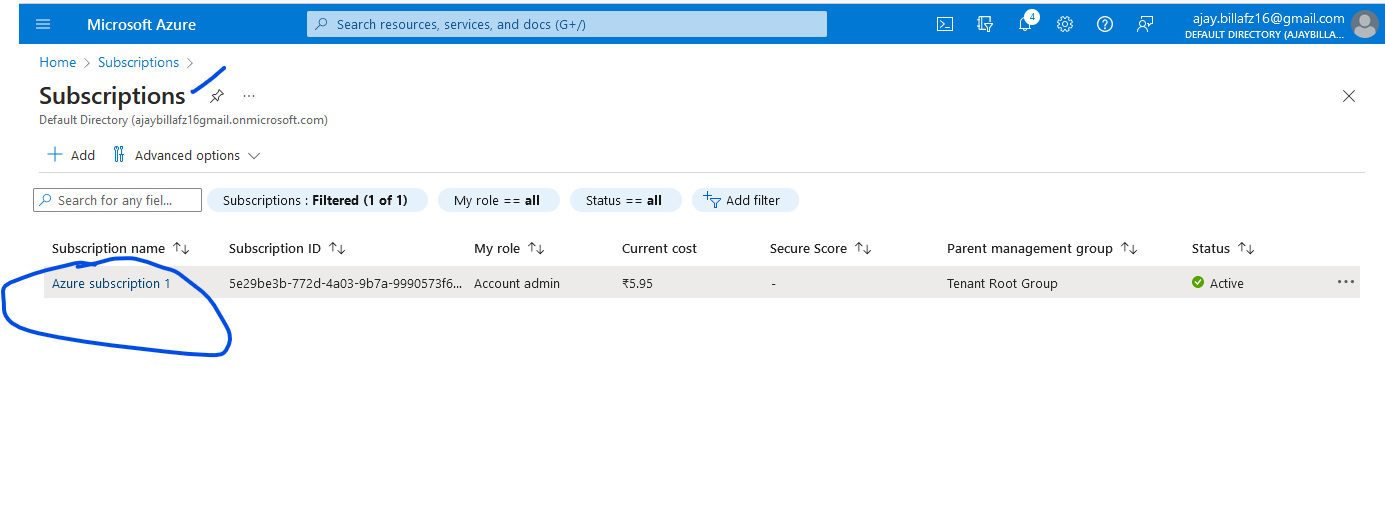 Microsoft Azure
Search resources, services, and docs (G+/)
4
ajay.billafz16@gmail.com
DEFAULT DIRECTORY (AJAYBILLA...
Home > Subscriptions >
Subscriptions ...
Default Directory (ajaybillafz16gmail.onmicrosoft.com)
+ Add Advanced options
Search for any fiel... Subscriptions : Filtered (1 of 1) My role == all Status == all Add filter
Subscription name ↑↓ Subscription ID ↑↓ My role ↑↓ Current cost Secure Score ↑↓ Parent management group ↑↓ Status ↑↓
Azure subscription 1 5e29be3b-772d-4a03-9b7a-9990573f6... Account admin ₹5.95 - Tenant Root Group Active ...